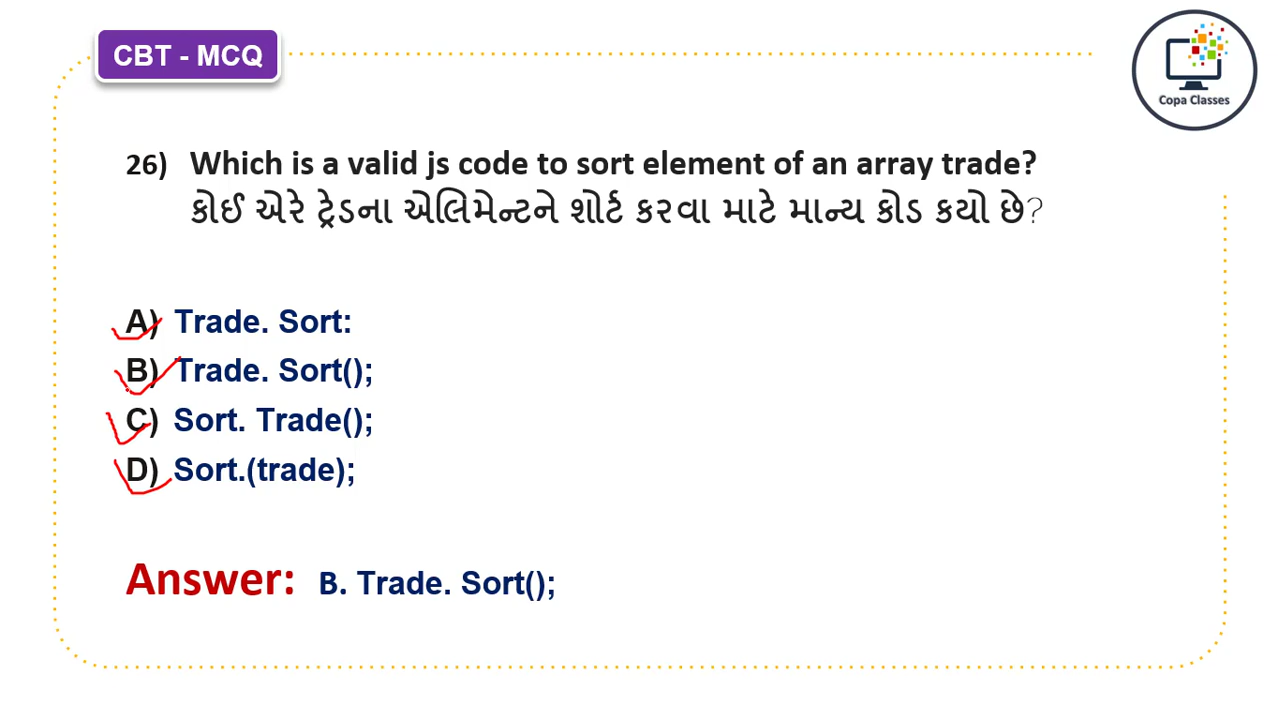 CBT - MCQ
Copa Classes
26) Which is a valid js code to sort element of an array trade?
કોઈ એરે ટ્રેડના એલિમેન્ટને શોર્ટ કરવા માટે માન્ય કોડ કયો છે?
A) Trade. Sort:
B) Trade. Sort();
C) Sort. Trade();
D) Sort.(trade);
Answer: B. Trade. Sort();